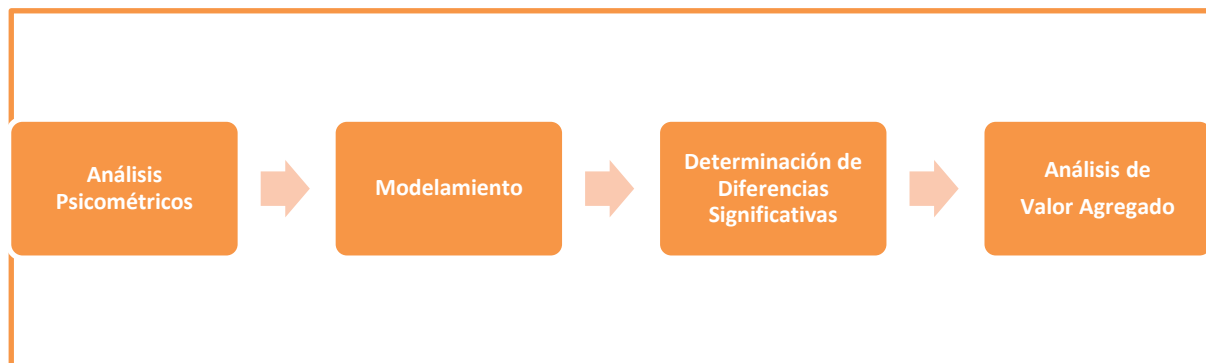 Análisis
Psicométricos
Modelamiento
Determinación de
Diferencias
Significativas
Análisis de
Valor Agregado